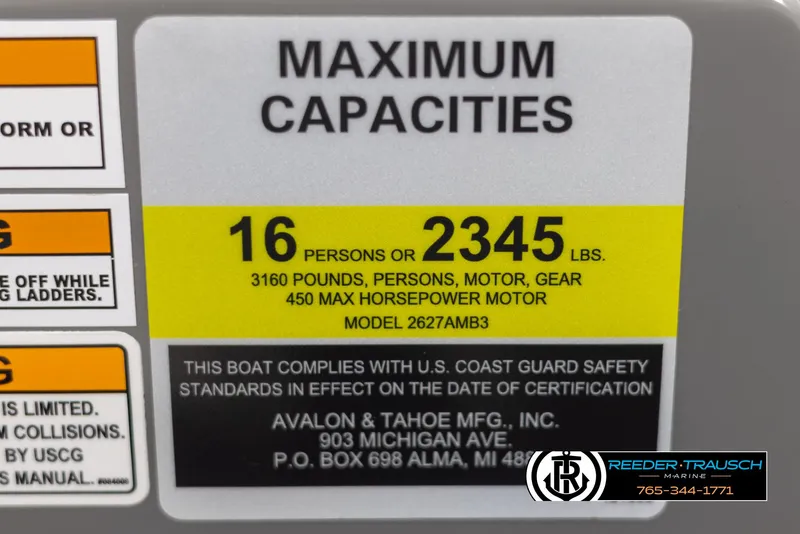 ORM OR
G
E OFF WHILE
G LADDERS.
G
IS LIMITED.
M COLLISIONS.
BY USCG
S MANUAL.
MAXIMUM
CAPACITIES
16 PERSONS OR 2345 LBS.
3160 POUNDS, PERSONS, MOTOR, GEAR
450 MAX HORSEPOWER MOTOR
MODEL 2627AMB3
THIS BOAT COMPLIES WITH U.S. COAST GUARD SAFETY
STANDARDS IN EFFECT ON THE DATE OF CERTIFICATION
AVALON & TAHOE MFG., INC.
903 MICHIGAN AVE.
P.O. BOX 698 ALMA, MI 488
REEDER·TRAUSCH
MARINE
765-344-1771